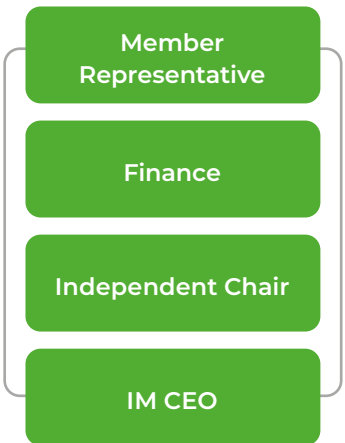 Member
Representative
Finance
Independent Chair
IM CEO